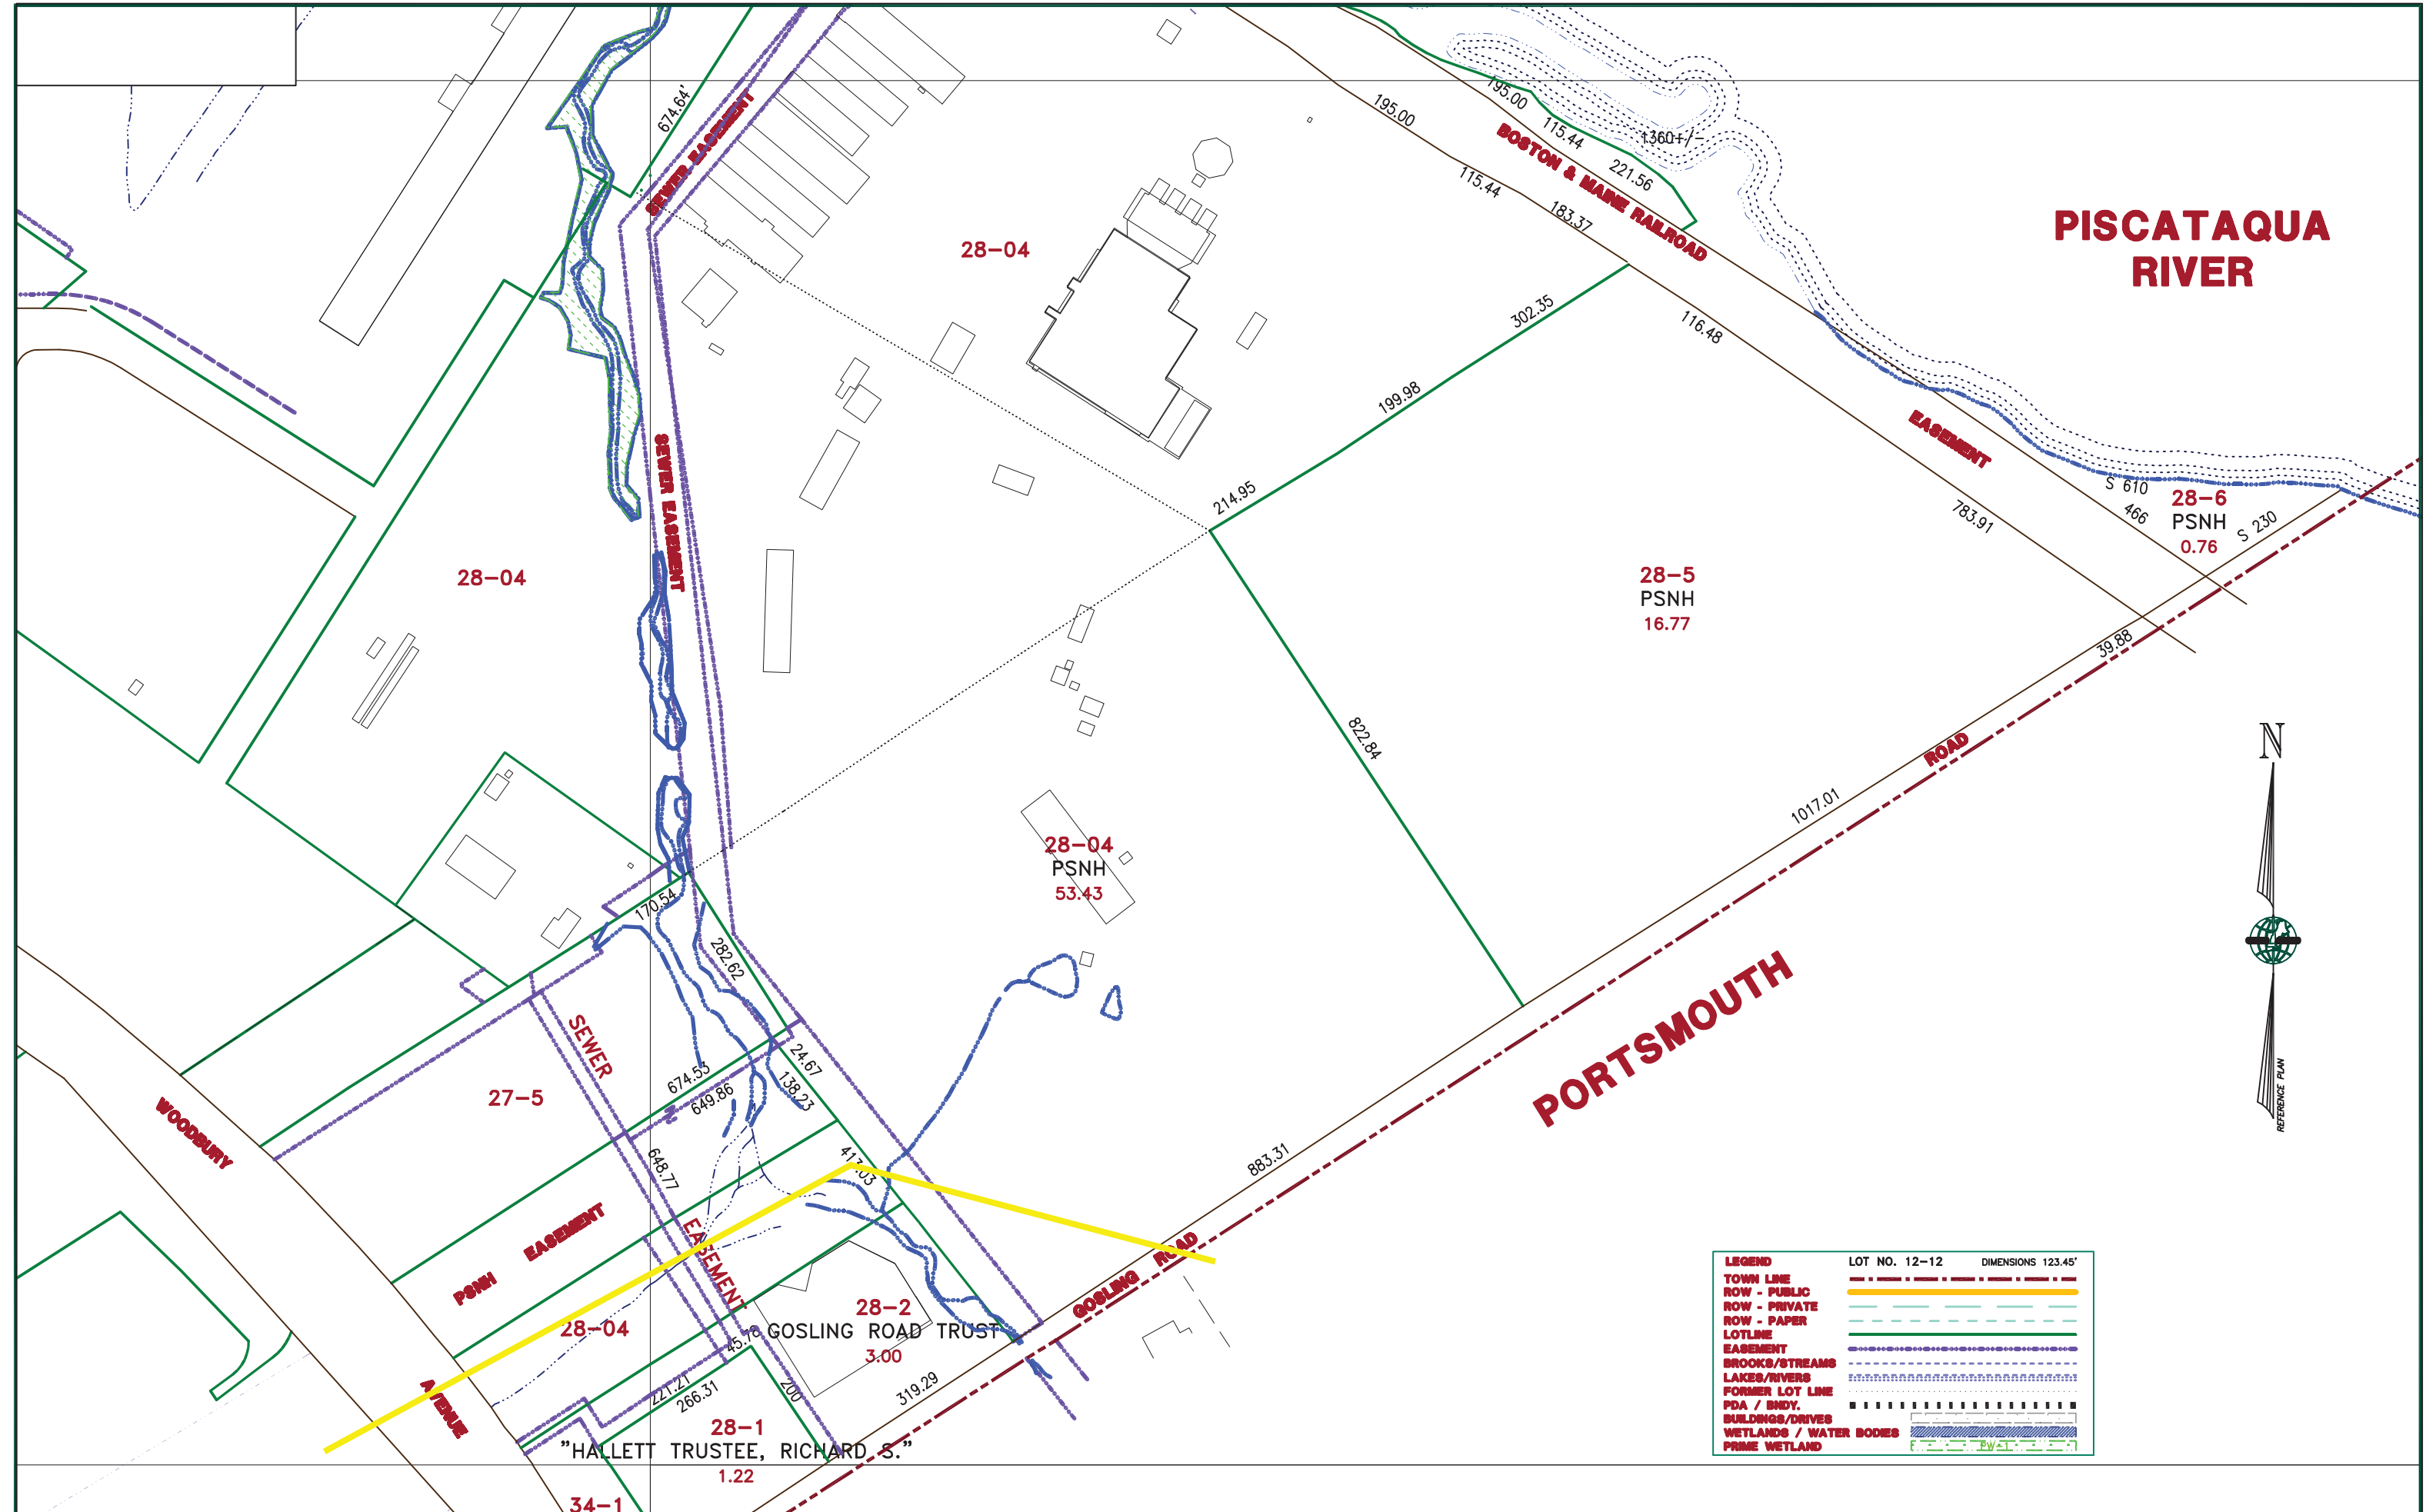 674.64'
SEWER EASEMENT
195.00
195.00
115.44
1360+/-
BOSTON & MAINE RAILROAD
221.56
115.44
183.37
PISCATAQUA
RIVER
28-04
302.35
116.48
199.98
EASEMENT
SEWER EASEMENT
214.95
S 610
28-6
PSNH
0.76
466
S 230
783.91
28-04
28-5
PSNH
16.77
39.88
822.84
N
ROAD
1017.01
28-04
PSNH
53.43
170.54
282.62
PORTSMOUTH
SEWER
24.67
674.53
649.86
138.23
27-5
WOODBURY
REFERENCE PLAN
648.77
413.03
883.31
PSNH EASEMENT
EASEMENT
GOSLING ROAD
28-04
28-2
GOSLING ROAD TRUST
3.00
45.78
221.21
266.31
200
319.29
AVENUE
28-1
"HALLETT TRUSTEE, RICHARD S."
1.22
34-1
LEGEND LOT NO. 12-12 DIMENSIONS 123.45'
TOWN LINE
ROW - PUBLIC
ROW - PRIVATE
ROW - PAPER
LOTLINE
EASEMENT
BROOKS/STREAMS
LAKES/RIVERS
FORMER LOT LINE
PDA / BNDY.
BUILDINGS/DRIVES
WETLANDS / WATER BODIES
PRIME WETLAND PW-1